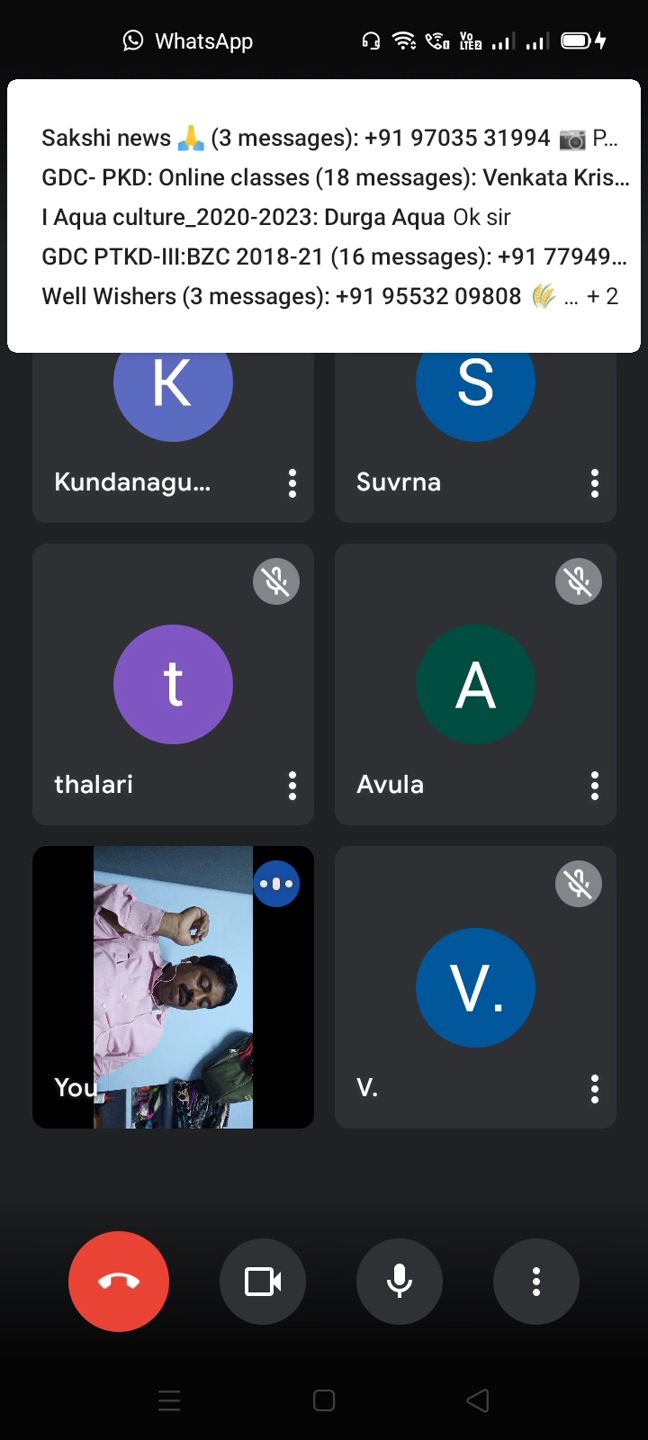 WhatsApp
VO LTE2
Sakshi news 🙏 (3 messages): +91 97035 31994 📷 P...
GDC- PKD: Online classes (18 messages): Venkata Kris...
I Aqua culture_2020-2023: Durga Aqua Ok sir
GDC PTKD-III:BZC 2018-21 (16 messages): +91 77949...
Well Wishers (3 messages): +91 95532 09808 🌾 ... + 2
K
S
Kundanagu...
Suvrna
t
A
thalari
Avula
V.
You
V.